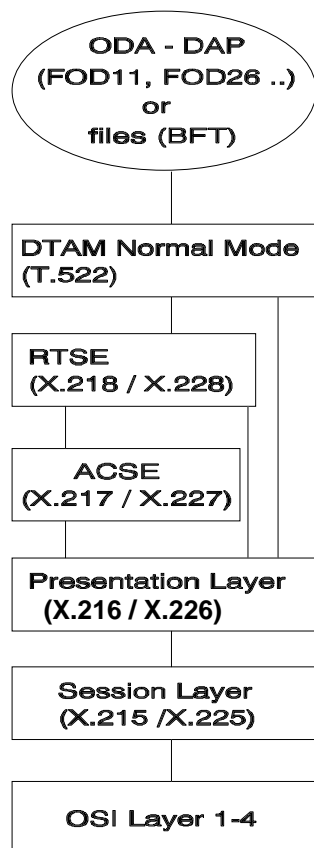 ODA - DAP
(FOD11, FOD26 ..)
or
files (BFT)
DTAM Normal Mode
(T.522)
RTSE
(X.218 / X.228)
ACSE
(X.217 / X.227)
Presentation Layer
(X.216 / X.226)
Session Layer
(X.215 /X.225)
OSI Layer 1-4